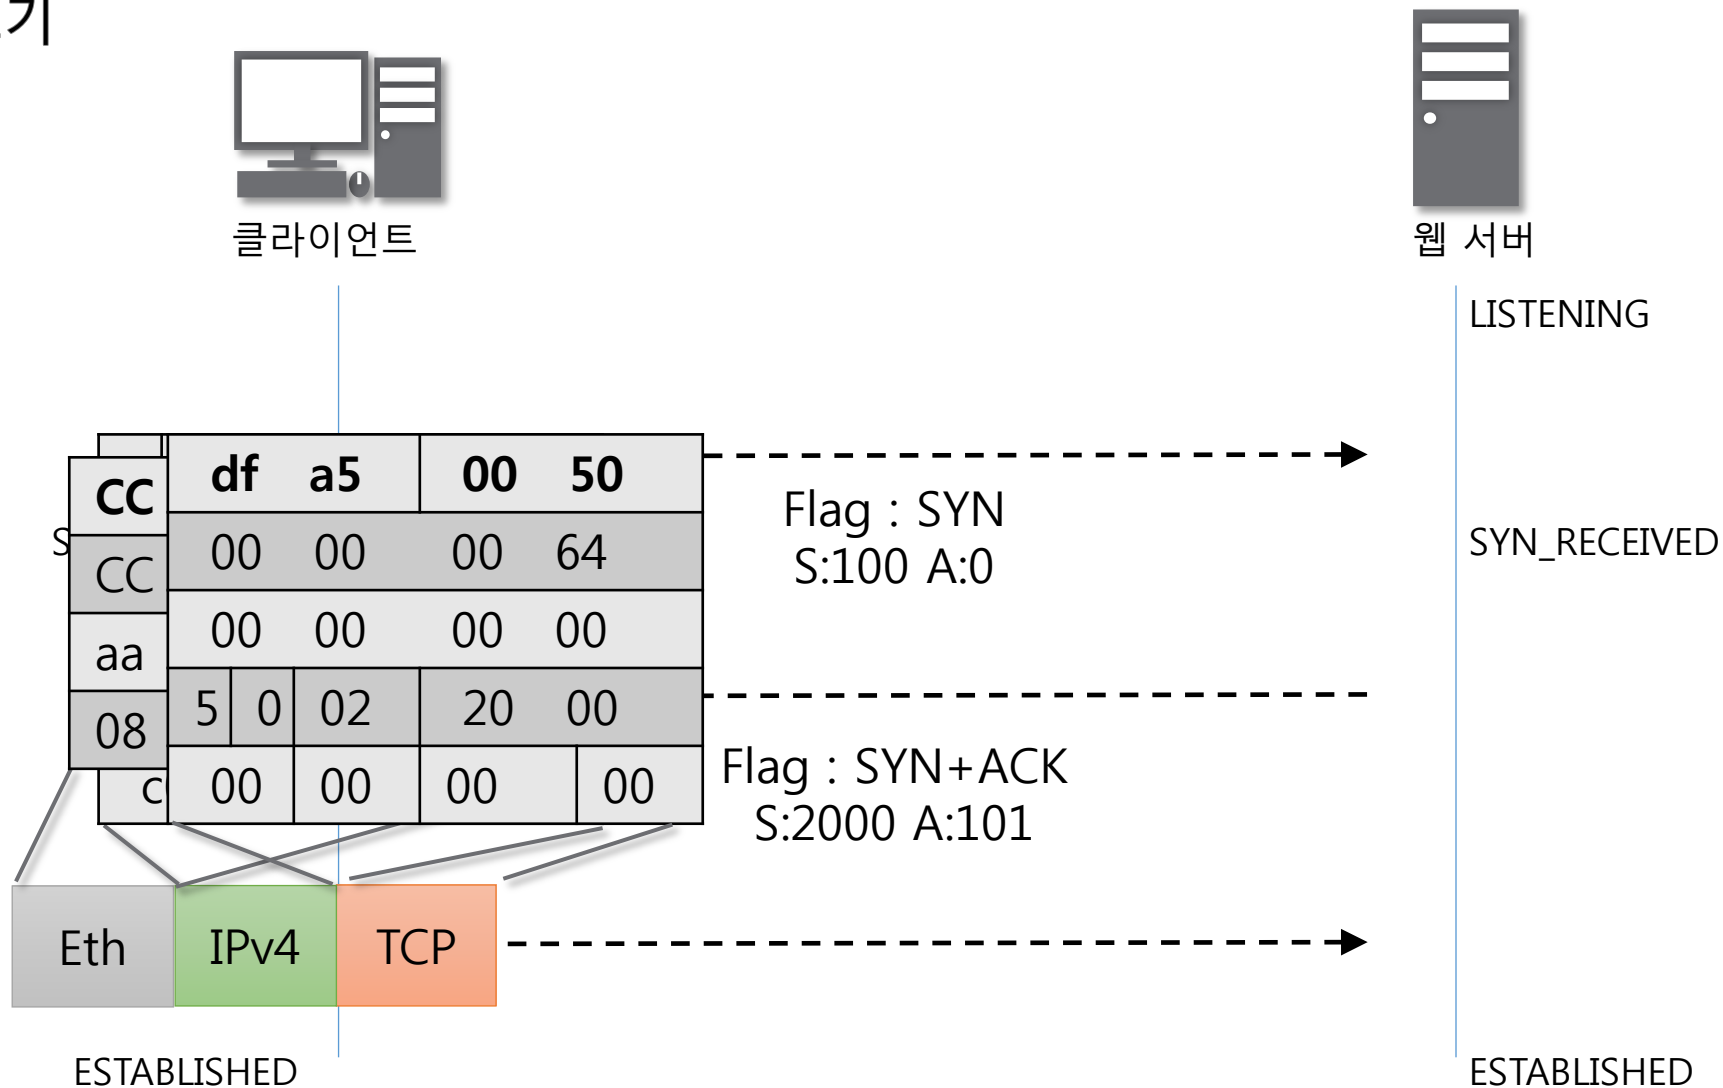 기
클라이언트
웹 서버
LISTENING
df a5 00 50
CC
00 00 00 64
S
CC
00 00 00 00
aa
5 0 02 20 00
08
00 00 00 00
c
Flag : SYN
S:100 A:0
SYN_RECEIVED
Flag : SYN+ACK
S:2000 A:101
Eth IPv4 TCP
ESTABLISHED
ESTABLISHED